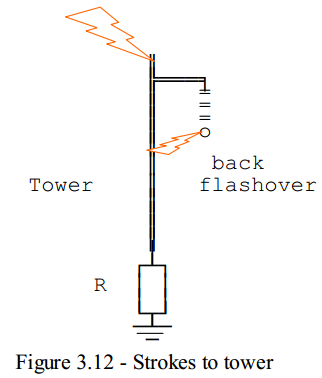 back
Tower
flashover
R
Figure 3.12 - Strokes to tower